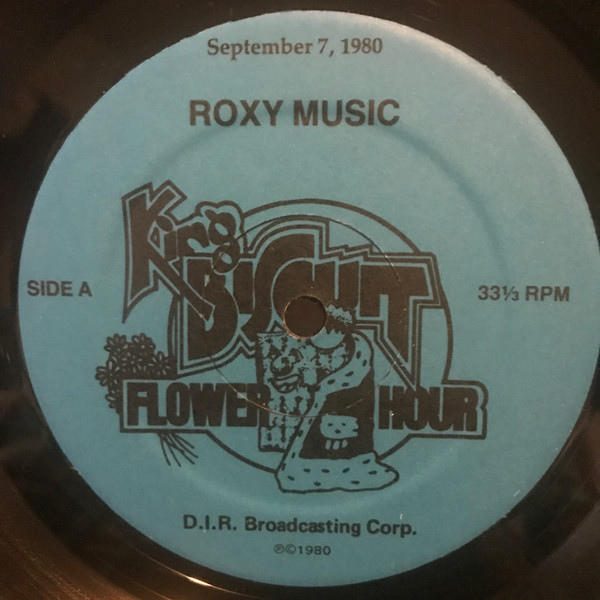 September 7, 1980
ROXY MUSIC
King
BISCUIT
FLOWER HOUR
SIDE A
33⅓ RPM
D.I.R. Broadcasting Corp.
℗©1980